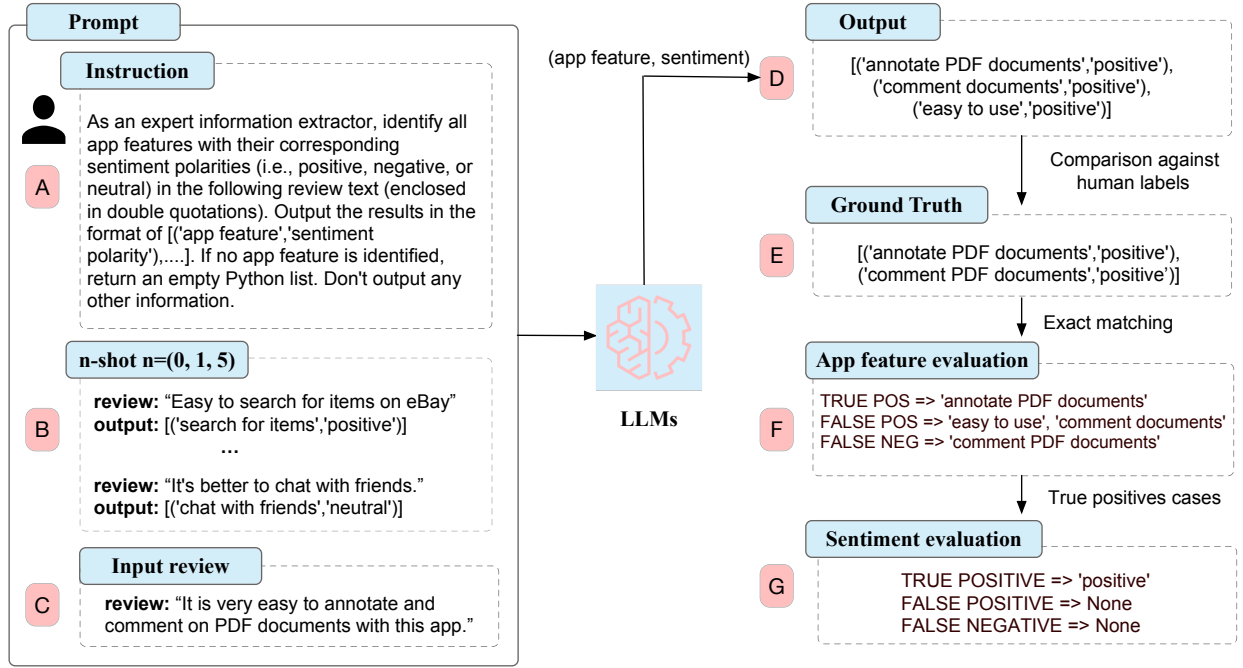 Prompt
Instruction
A
As an expert information extractor, identify all
app features with their corresponding
sentiment polarities (i.e., positive, negative, or
neutral) in the following review text (enclosed
in double quotations). Output the results in the
format of [('app feature','sentiment
polarity'),....]. If no app feature is identified,
return an empty Python list. Don't output any
other information.
n-shot n=(0, 1, 5)
B
review: “Easy to search for items on eBay”
output: [('search for items','positive')]
...
review: “It's better to chat with friends.”
output: [('chat with friends','neutral')]
Input review
C
review: “It is very easy to annotate and
comment on PDF documents with this app.”
LLMs
(app feature, sentiment)
Output
D
[('annotate PDF documents','positive'),
('comment documents','positive'),
('easy to use','positive')]
Comparison against
human labels
Ground Truth
E
[('annotate PDF documents','positive'),
('comment PDF documents','positive’)]
Exact matching
App feature evaluation
F
TRUE POS => 'annotate PDF documents'
FALSE POS => 'easy to use', 'comment documents'
FALSE NEG => 'comment PDF documents'
True positives cases
Sentiment evaluation
G
TRUE POSITIVE => 'positive'
FALSE POSITIVE => None
FALSE NEGATIVE => None